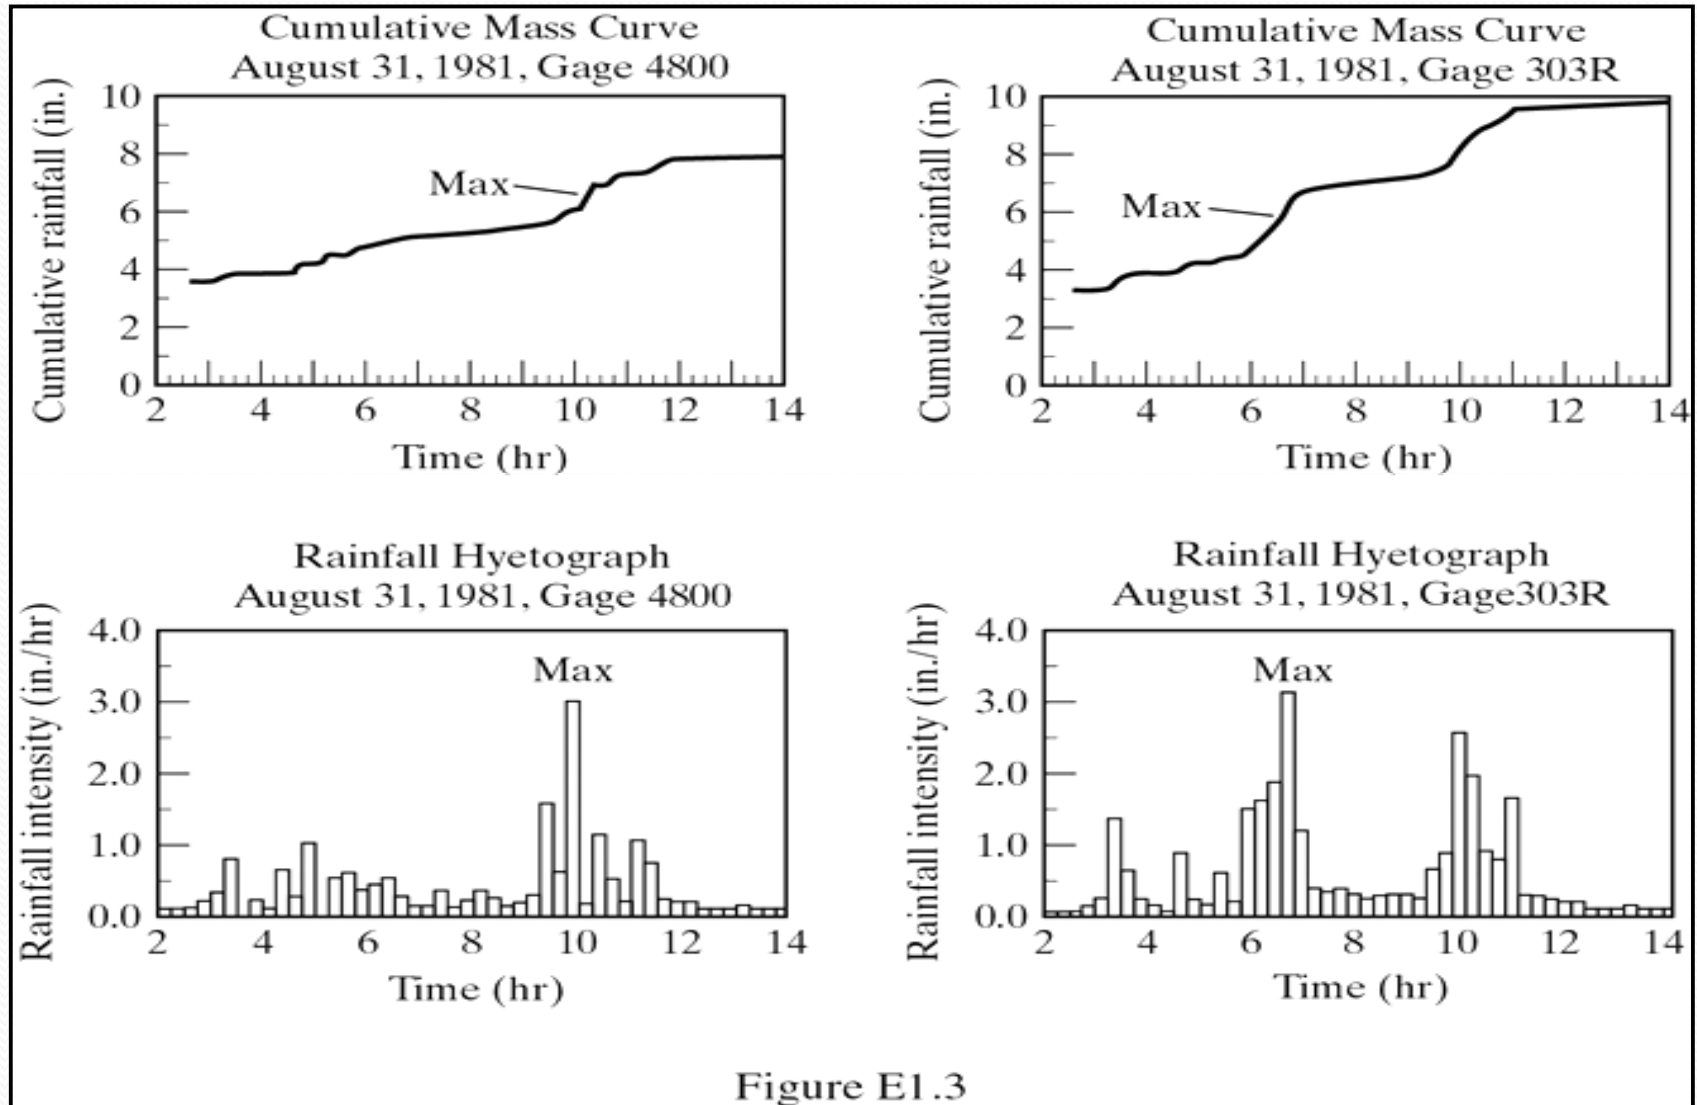 Cumulative Mass Curve
August 31, 1981, Gage 4800
Cumulative rainfall (in.)
10
8
6
4
2
0
Max
2 4 6 8 10 12 14
Time (hr)
Cumulative Mass Curve
August 31, 1981, Gage 303R
Cumulative rainfall (in.)
10
8
6
4
2
0
Max
2 4 6 8 10 12 14
Time (hr)
Rainfall Hyetograph
August 31, 1981, Gage 4800
Rainfall intensity (in./hr)
4.0
3.0
2.0
1.0
0.0
Max
2 4 6 8 10 12 14
Time (hr)
Rainfall Hyetograph
August 31, 1981, Gage303R
Rainfall intensity (in./hr)
4.0
3.0
2.0
1.0
0.0
Max
2 4 6 8 10 12 14
Time (hr)
Figure E1.3